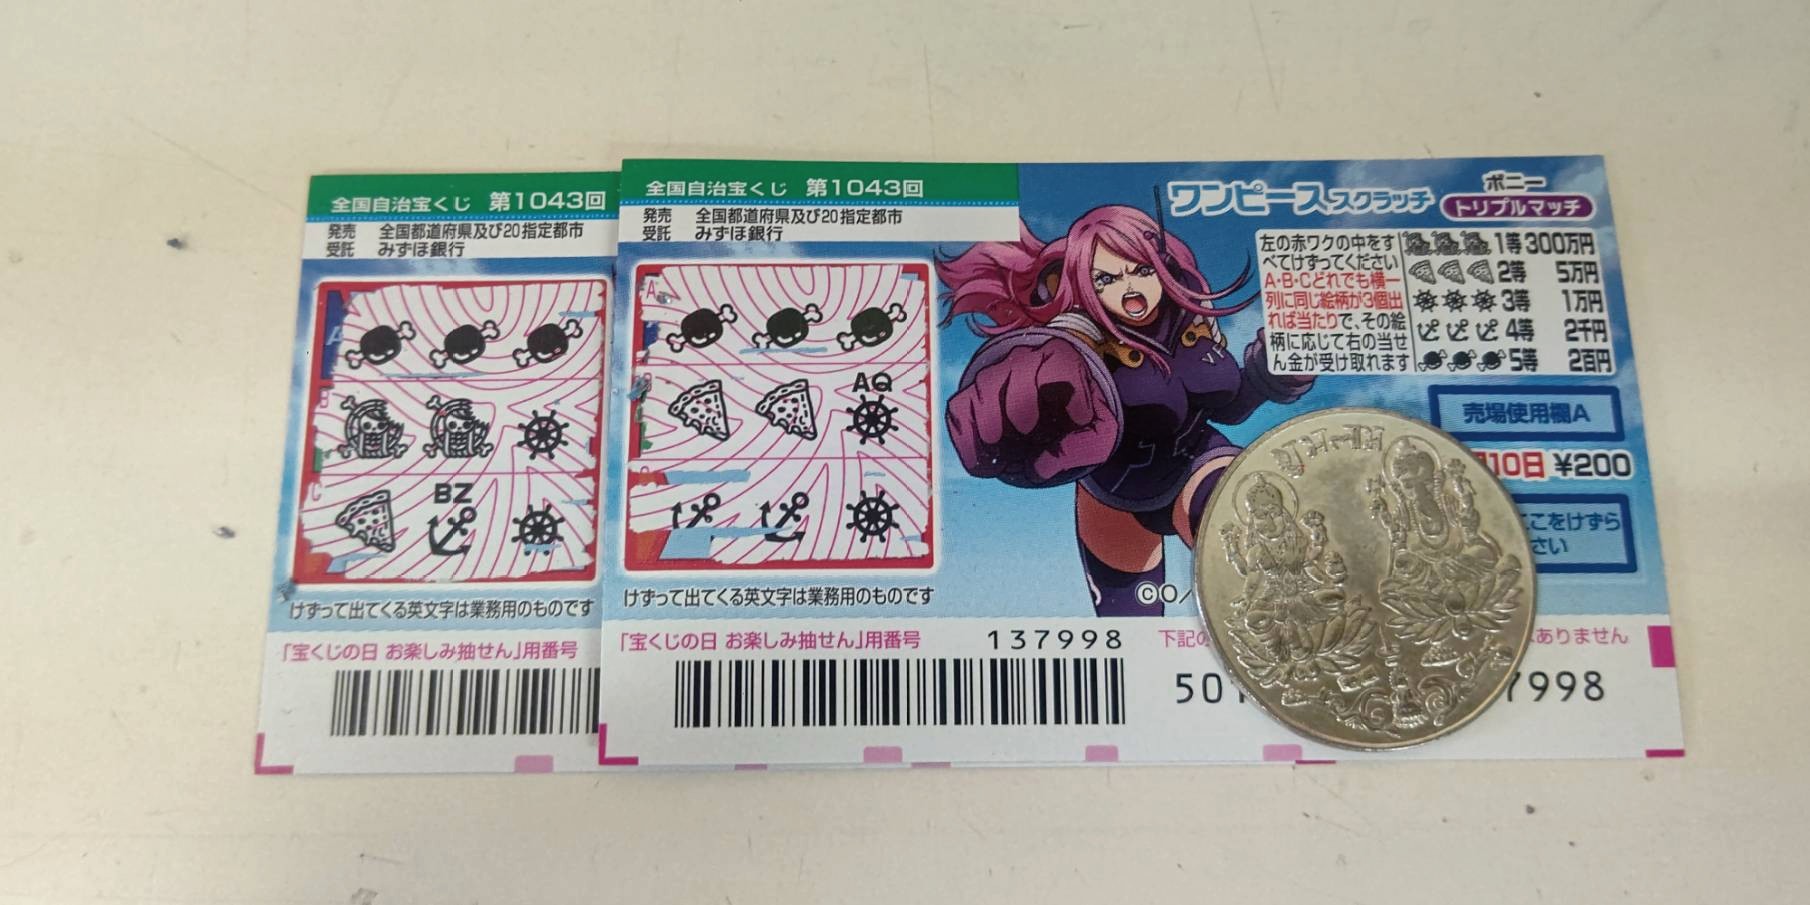 全国自治宝くじ 第1043回
発売 全国都道府県及び20指定都市
受託 みずほ銀行
A
B
C
BZ
けずって出てくる英文字は業務用のものです
「宝くじの日 お楽しみ抽せん」用番号
全国自治宝くじ 第1043回
発売 全国都道府県及び20指定都市
受託 みずほ銀行
A
AQ
けずって出てくる英文字は業務用のものです
「宝くじの日 お楽しみ抽せん」用番号 137998
ワンピーススクラッチ
ボニー
トリプルマッチ
左の赤ワクの中をす
べてけずってください
A・B・Cどれでも横一
列に同じ絵柄が3個出
れば当たりで、その絵
柄に応じて右の当せ
ん金が受け取れます
1等 300万円
2等 5万円
3等 1万円
4等 2千円
5等 2百円
売場使用欄A
10日 ¥200
ここをけずら
さい
©O/
下記の
ありません
501
7998